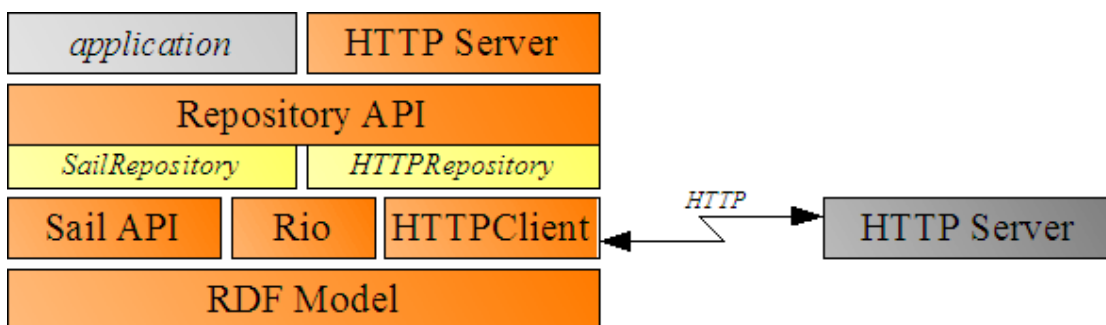 application
HTTP Server
Repository API
SailRepository
HTTPRepository
Sail API
Rio
HTTPClient
HTTP
HTTP Server
RDF Model